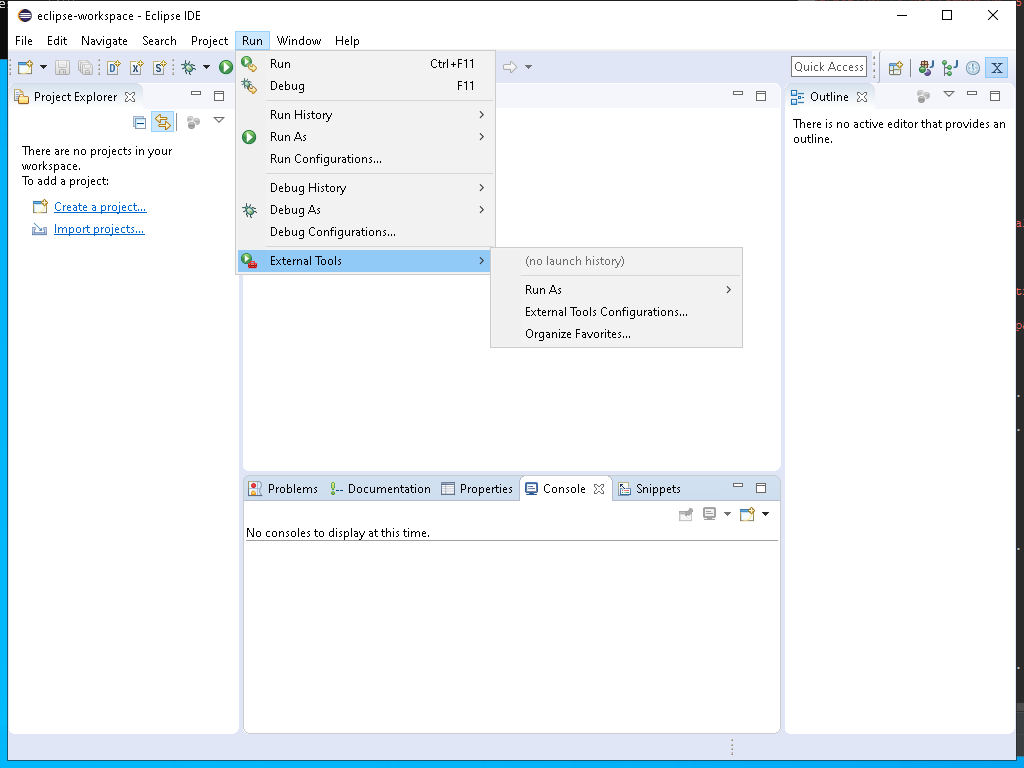 eclipse-workspace - Eclipse IDE
File Edit Navigate Search Project Run Window Help
Quick Access
Project Explorer
There are no projects in your
workspace.
To add a project:
Create a project...
Import projects...
Run Ctrl+F11
Debug F11
Run History
Run As
Run Configurations...
Debug History
Debug As
Debug Configurations...
External Tools
(no launch history)
Run As
External Tools Configurations...
Organize Favorites...
Outline
There is no active editor that provides an
outline.
Problems Documentation Properties Console Snippets
No consoles to display at this time.